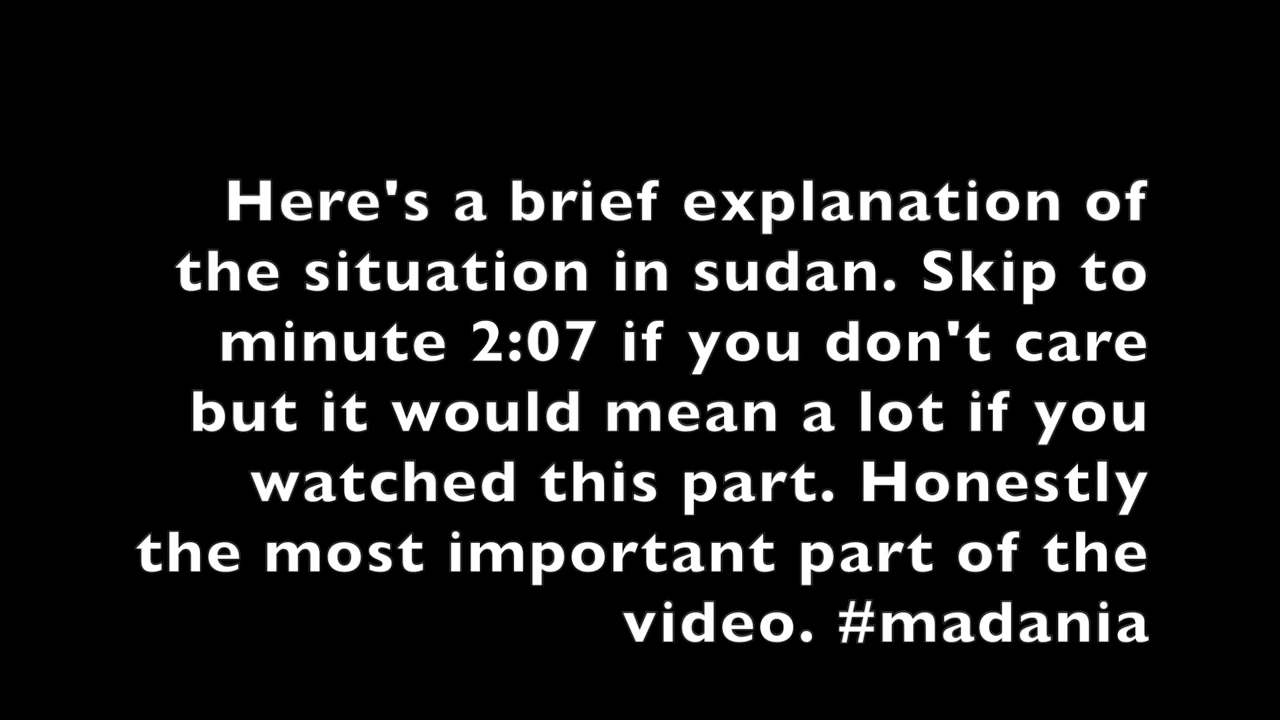 Here's a brief explanation of
the situation in sudan. Skip to
minute 2:07 if you don't care
but it would mean a lot if you
watched this part. Honestly
the most important part of the
video. #madania